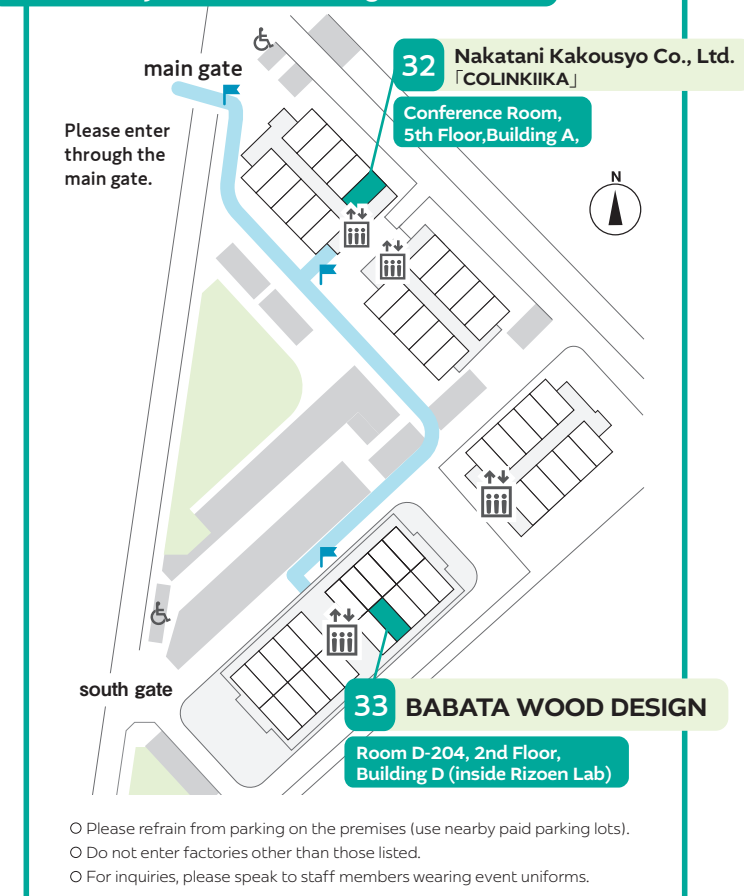 main gate
Please enter
through the
main gate.
32
Nakatani Kakousyo Co., Ltd.
「COLINKIIKA」
Conference Room,
5th Floor,Building A,
N
south gate
33
BABATA WOOD DESIGN
Room D-204, 2nd Floor,
Building D (inside Rizoen Lab)
○ Please refrain from parking on the premises (use nearby paid parking lots).
○ Do not enter factories other than those listed.
○ For inquiries, please speak to staff members wearing event uniforms.